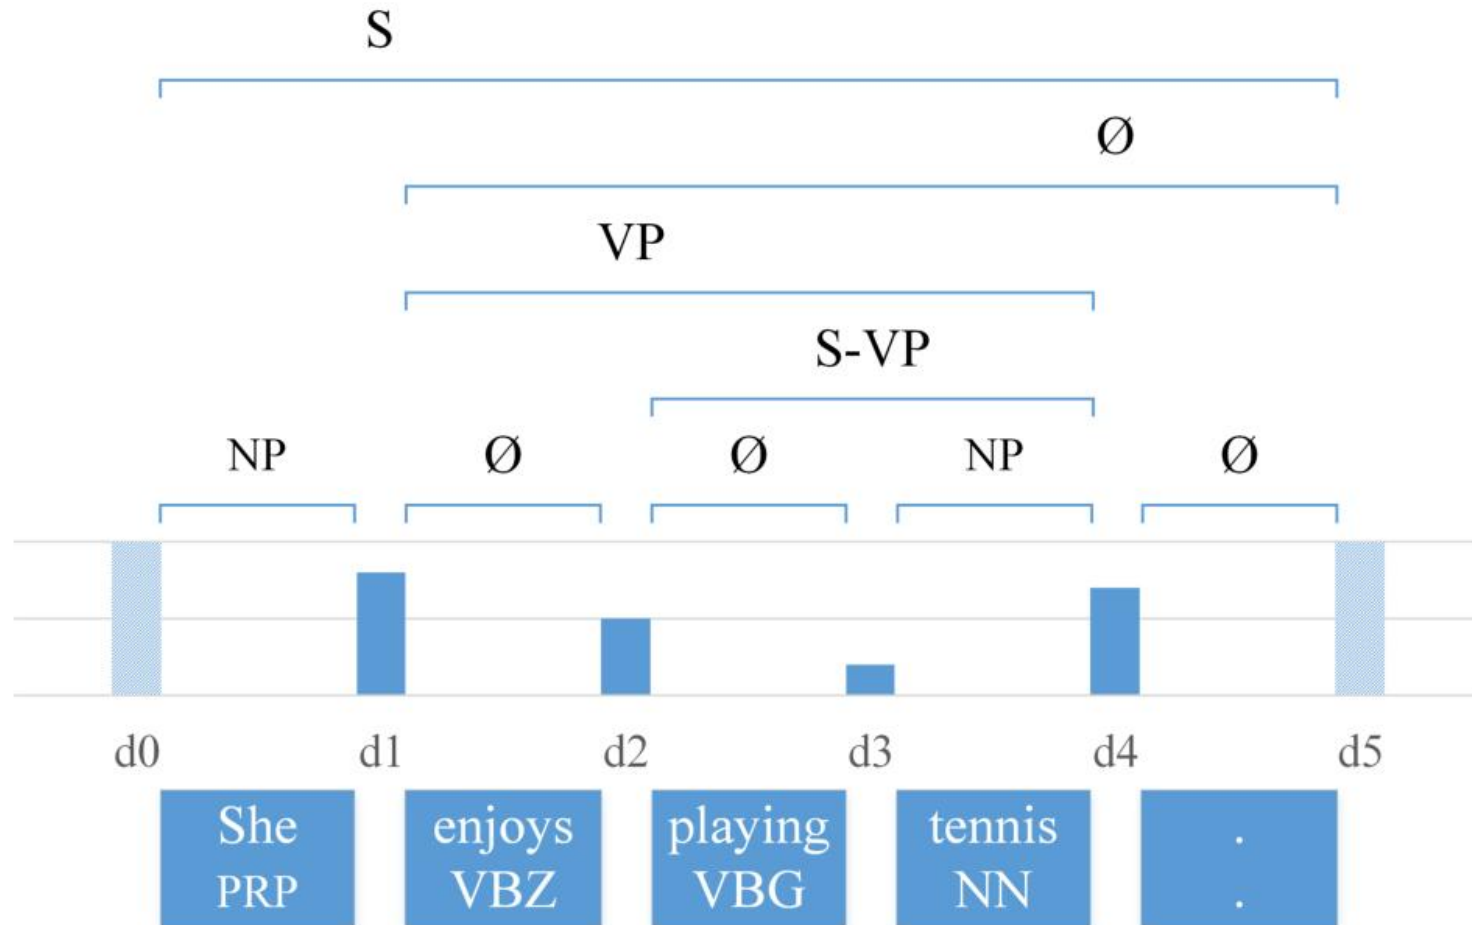 S
Ø
VP
S-VP
NP Ø Ø NP Ø
d0 d1 d2 d3 d4 d5
She enjoys playing tennis .
PRP VBZ VBG NN .